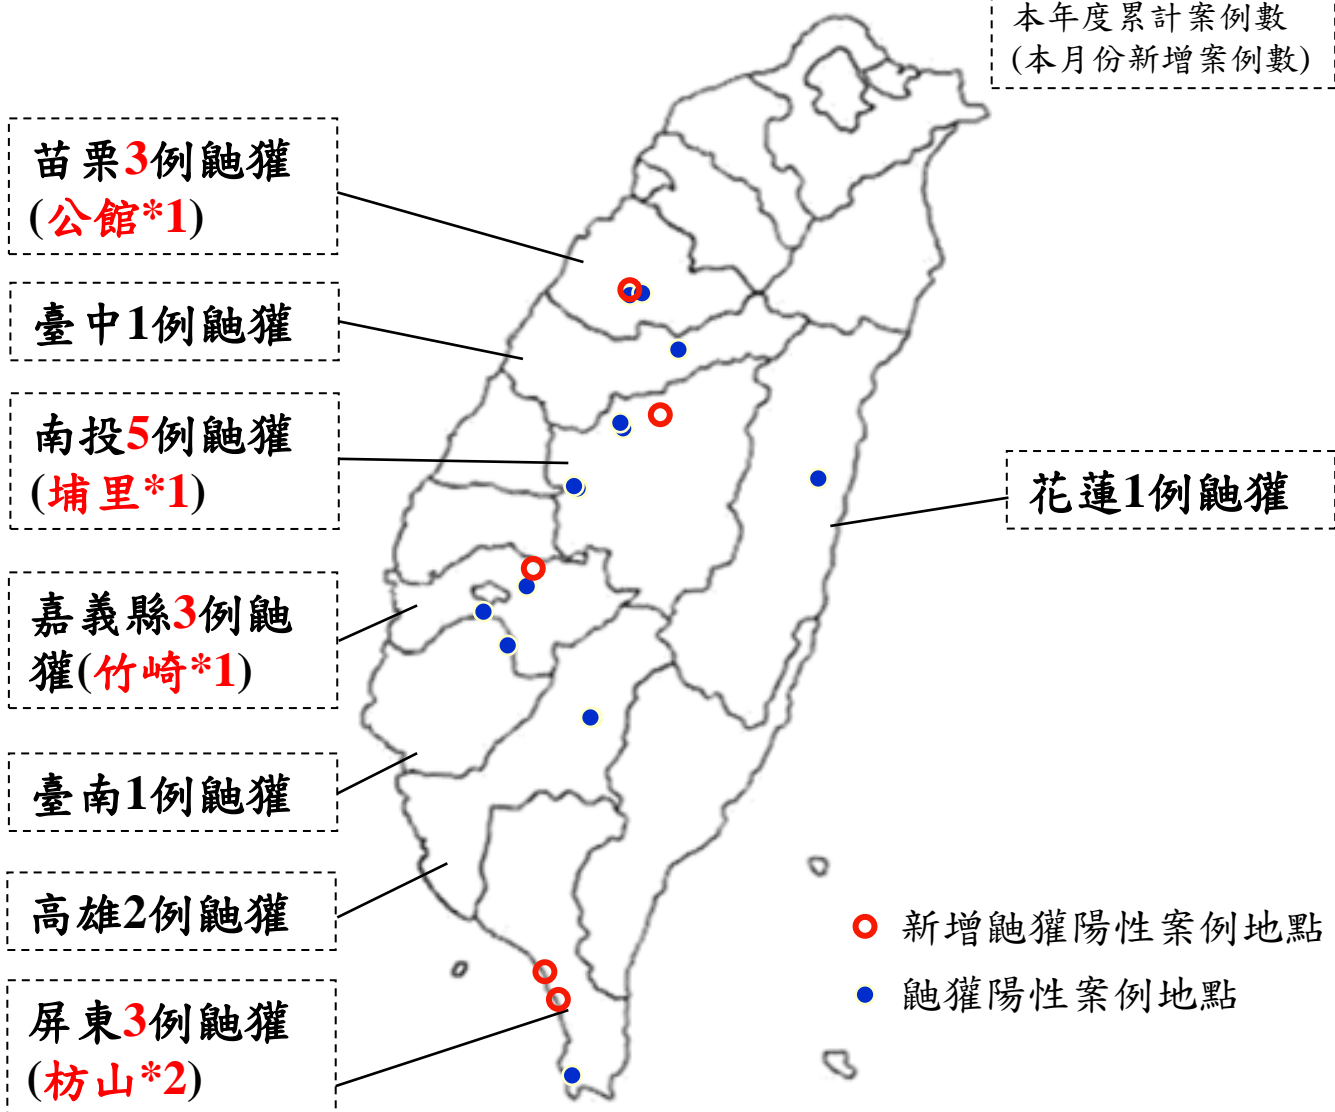 本年度累計案例數
(本月份新增案例數)
苗栗3例鼬獾
(公館*1)
臺中1例鼬獾
南投5例鼬獾
(埔里*1)
花蓮1例鼬獾
嘉義縣3例鼬
獾(竹崎*1)
臺南1例鼬獾
高雄2例鼬獾
屏東3例鼬獾
(枋山*2)
新增鼬獾陽性案例地點
鼬獾陽性案例地點